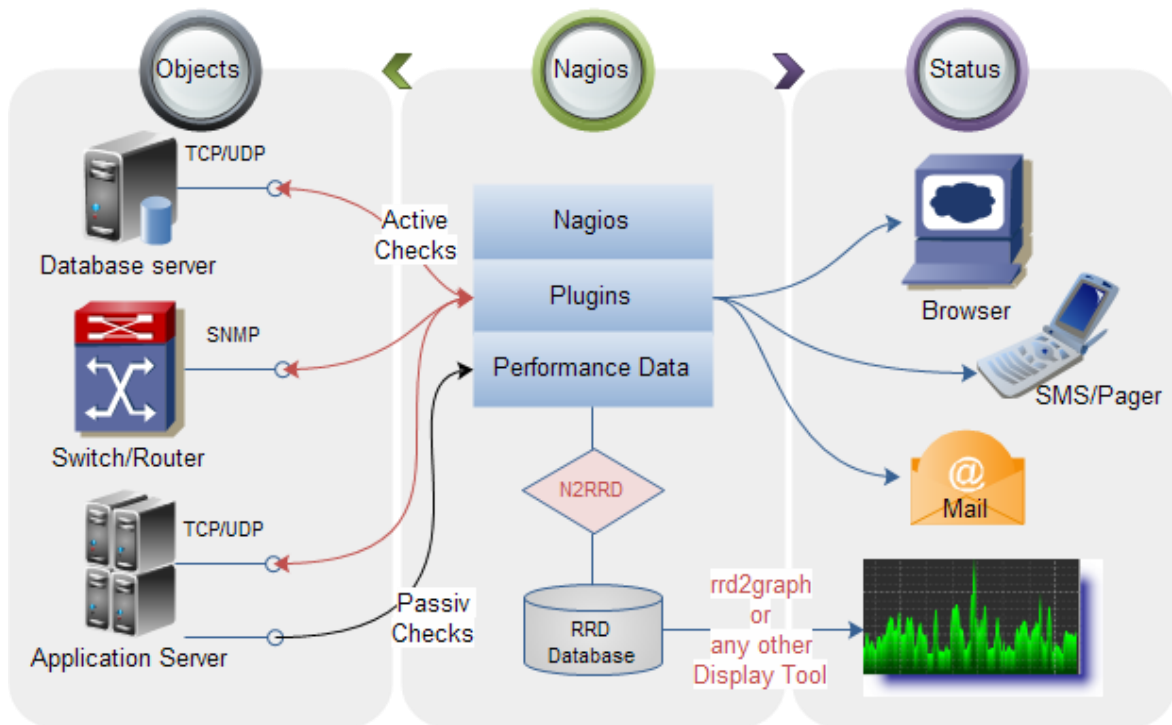 Objects
Nagios
Status
TCP/UDP
Database server
SNMP
Switch/Router
TCP/UDP
Application Server
Active
Checks
Passiv
Checks
Nagios
Plugins
Performance Data
N2RRD
RRD
Database
rrd2graph
or
any other
Display Tool
Browser
SMS/Pager
@
Mail